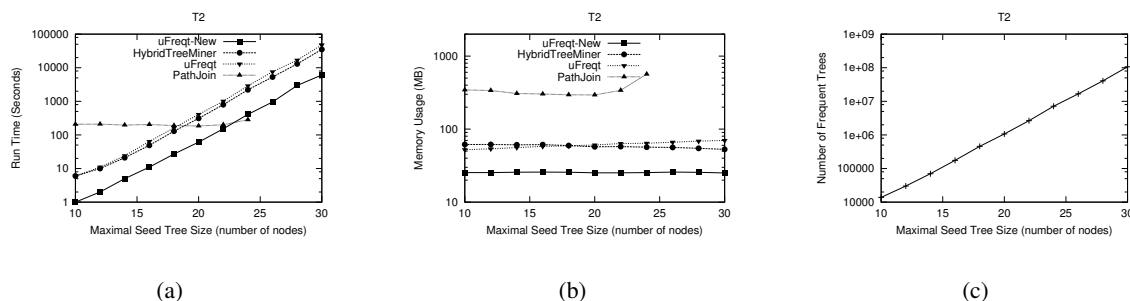 T2
Run Time (Seconds)
100000
10000
1000
100
10
1
uFreqt-New
HybridTreeMiner
uFreqt
PathJoin
10 15 20 25 30
Maximal Seed Tree Size (number of nodes)
(a)
T2
Memory Usage (MB)
1000
100
10
uFreqt-New
HybridTreeMiner
uFreqt
PathJoin
10 15 20 25 30
Maximal Seed Tree Size (number of nodes)
(b)
T2
Number of Frequent Trees
1e+09
1e+08
1e+07
1e+06
100000
10000
10 15 20 25 30
Maximal Seed Tree Size (number of nodes)
(c)